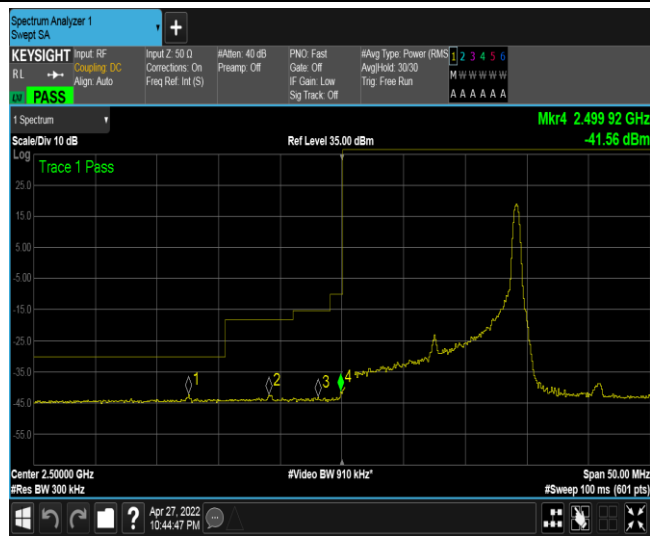 Spectrum Analyzer 1
Swept SA
+
KEYSIGHT Input: RF Input Z: 50 Ω #Atten: 40 dB PNO: Fast #Avg Type: Power (RMS 1 2 3 4 5 6
RL Coupling: DC Corrections: On Preamp: Off Gate: Off Avg|Hold: 30/30 M W W W W W
Align: Auto Freq Ref: Int (S) IF Gain: Low Trig: Free Run
PASS Sig Track: Off A A A A A A
1 Spectrum Mkr4 2.499 92 GHz
Scale/Div 10 dB Ref Level 35.00 dBm -41.56 dBm
Log
Trace 1 Pass
25.0
15.0
5.00
-5.00
-15.0
-25.0
-35.0
1 2 3 4
-45.0
-55.0
Center 2.50000 GHz #Video BW 910 kHz* Span 50.00 MHz
#Res BW 300 kHz #Sweep 100 ms (601 pts)
? Apr 27, 2022
10:44:47 PM